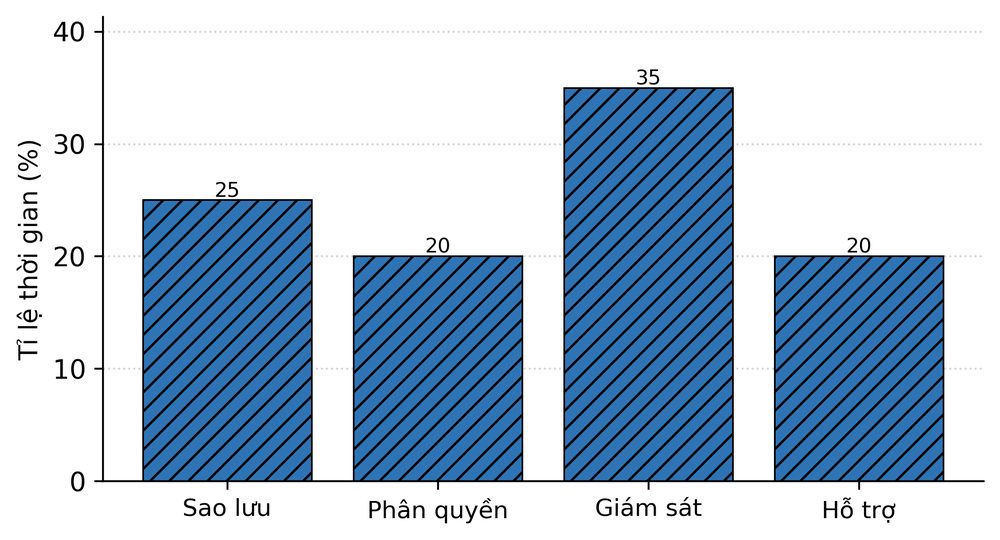 Tỉ lệ thời gian (%)
40
30
20
10
0
25
20
35
20
Sao lưu
Phân quyền
Giám sát
Hỗ trợ